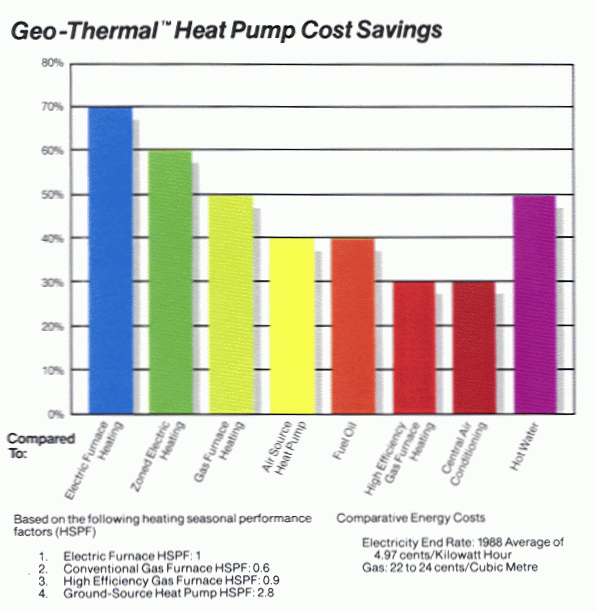 Geo-Thermal™ Heat Pump Cost Savings
80%
70%
60%
50%
40%
30%
20%
10%
0%
Compared
To:
Electric Furnace
Heating
Zoned Electric
Heating
Gas Furnace
Heating
Air Source
Heat Pump
Fuel Oil
High Efficiency
Gas Furnace
Heating
Central Air
Conditioning
Hot Water
Based on the following heating seasonal performance
factors (HSPF)
1. Electric Furnace HSPF: 1
2. Conventional Gas Furnace HSPF: 0.6
3. High Efficiency Gas Furnace HSPF: 0.9
4. Ground-Source Heat Pump HSPF: 2.8
Comparative Energy Costs
Electricity End Rate: 1988 Average of
4.97 cents/Kilowatt Hour
Gas: 22 to 24 cents/Cubic Metre